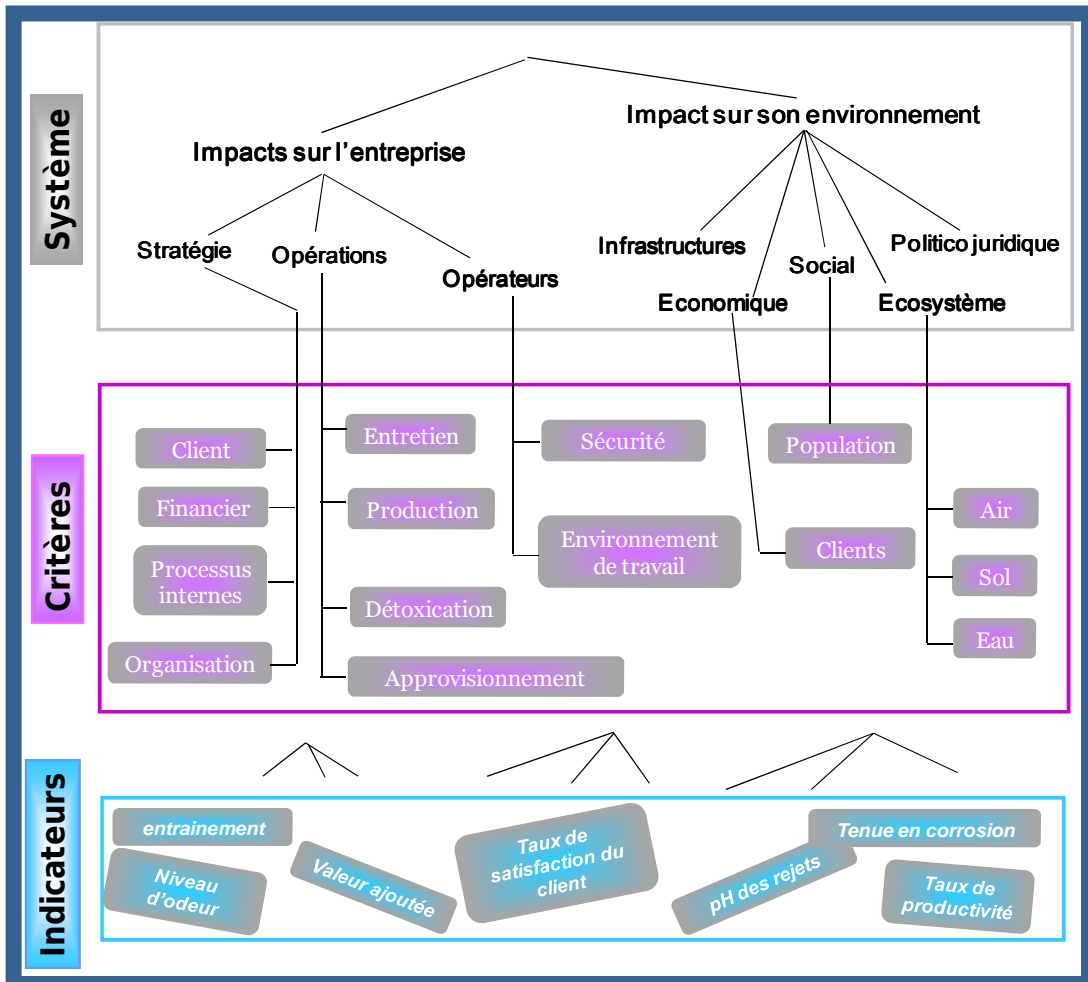 Système
Impact sur son environnement
Impacts sur l'entreprise
Stratégie
Opérations
Opérateurs
Infrastructures
Social
Politico juridique
Economique
Ecosystème
Critères
Client
Financier
Processus
internes
Organisation
Entretien
Production
Détoxication
Approvisionnement
Sécurité
Environnement
de travail
Population
Clients
Air
Sol
Eau
Indicateurs
entrainement
Niveau
d'odeur
Valeur ajoutée
Taux de
satisfaction du
client
pH des rejets
Tenue en corrosion
Taux de
productivité